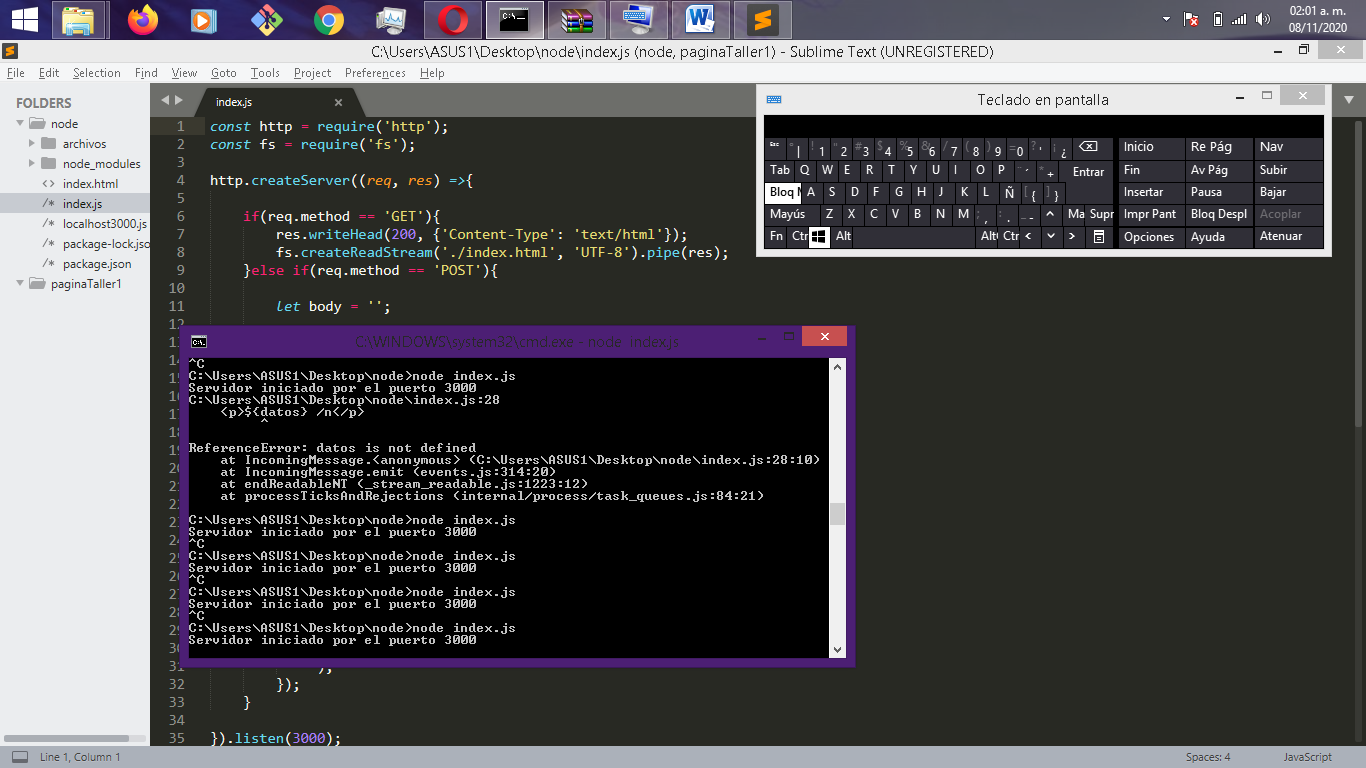 02:01 a. m.
08/11/2020
C:\Users\ASUS1\Desktop\node\index.js (node, paginaTaller1) - Sublime Text (UNREGISTERED)
File Edit Selection Find View Goto Tools Project Preferences Help
FOLDERS
node
archivos
node_modules
index.html
index.js
localhost3000.js
package-lock.jso
package.json
paginaTaller1
index.js
1 const http = require('http');
2 const fs = require('fs');
3
4 http.createServer((req, res) =>{
5
6 if(req.method == 'GET'){
7 res.writeHead(200, {'Content-Type': 'text/html'});
8 fs.createReadStream('./index.html', 'UTF-8').pipe(res);
9 }else if(req.method == 'POST'){
10
11 let body = '';
12
Teclado en pantalla
Esc ° | ! 1 " 2 # 3 $ 4 % 5 & 6 / 7 ( 8 ) 9 = 0 ? ' ¡ ¿ Inicio Re Pág Nav
Tab Q W E R T Y U I O P ¨ ´ * + Entrar Fin Av Pág Subir
Bloq M A S D F G H J K L Ñ [ { ] } Insertar Pausa Bajar
Mayús Z X C V B N M ; , : . _ - ^ Ma Supr Impr Pant Bloq Despl Acoplar
Fn Ctr Alt Alt Ctr < > Opciones Ayuda Atenuar
C:\WINDOWS\system32\cmd.exe - node index.js
^C
C:\Users\ASUS1\Desktop\node>node index.js
Servidor iniciado por el puerto 3000
C:\Users\ASUS1\Desktop\node\index.js:28
<p>${datos} /n</p>
^
ReferenceError: datos is not defined
at IncomingMessage.<anonymous> (C:\Users\ASUS1\Desktop\node\index.js:28:10)
at IncomingMessage.emit (events.js:314:20)
at endReadableNT (_stream_readable.js:1223:12)
at processTicksAndRejections (internal/process/task_queues.js:84:21)
C:\Users\ASUS1\Desktop\node>node index.js
Servidor iniciado por el puerto 3000
^C
C:\Users\ASUS1\Desktop\node>node index.js
Servidor iniciado por el puerto 3000
^C
C:\Users\ASUS1\Desktop\node>node index.js
Servidor iniciado por el puerto 3000
^C
C:\Users\ASUS1\Desktop\node>node index.js
Servidor iniciado por el puerto 3000
);
32 });
33 }
34
35 }).listen(3000);
Line 1, Column 1 Spaces: 4 JavaScript